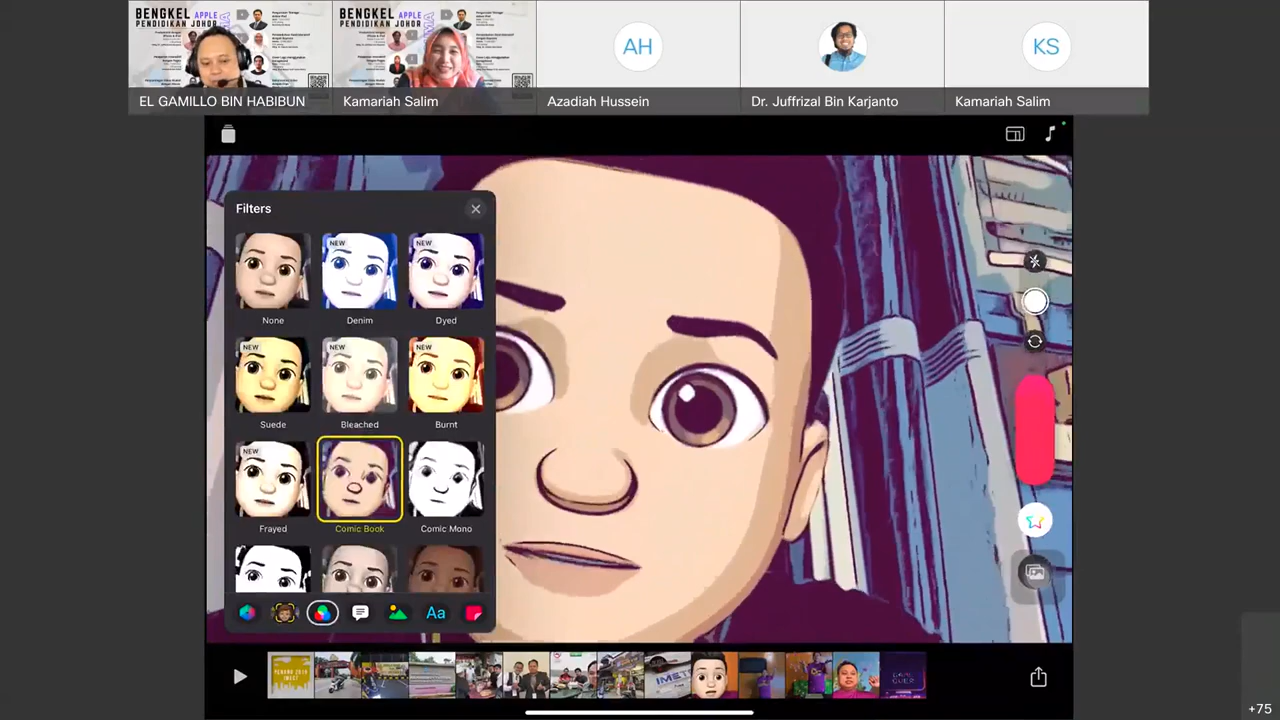 BENGKEL APPLE
PENDIDIKAN JOHOR
BENGKEL APPLE
PENDIDIKAN JOHOR
AH
KS
EL GAMILLO BIN HABIBUN
Kamariah Salim
Azadiah Hussein
Dr. Juffrizal Bin Karjanto
Kamariah Salim
Filters
NEW
NEW
None
Denim
Dyed
NEW
NEW
NEW
Suede
Bleached
Burnt
NEW
Frayed
Comic Book
Comic Mono
Aa
+75